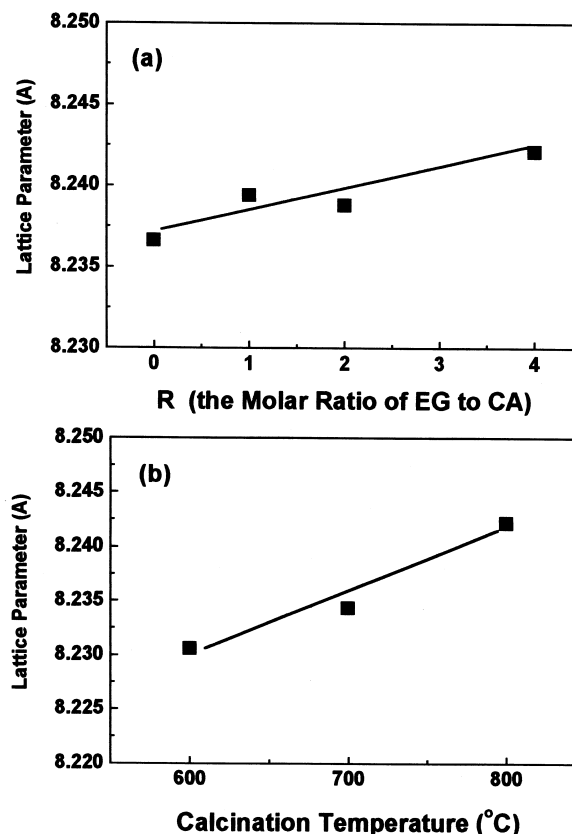 (a)
Lattice Parameter (A)
8.250
8.245
8.240
8.235
8.230
0 1 2 3 4
R (the Molar Ratio of EG to CA)
(b)
Lattice Parameter (A)
8.250
8.245
8.240
8.235
8.230
8.225
8.220
600 700 800
Calcination Temperature (°C)